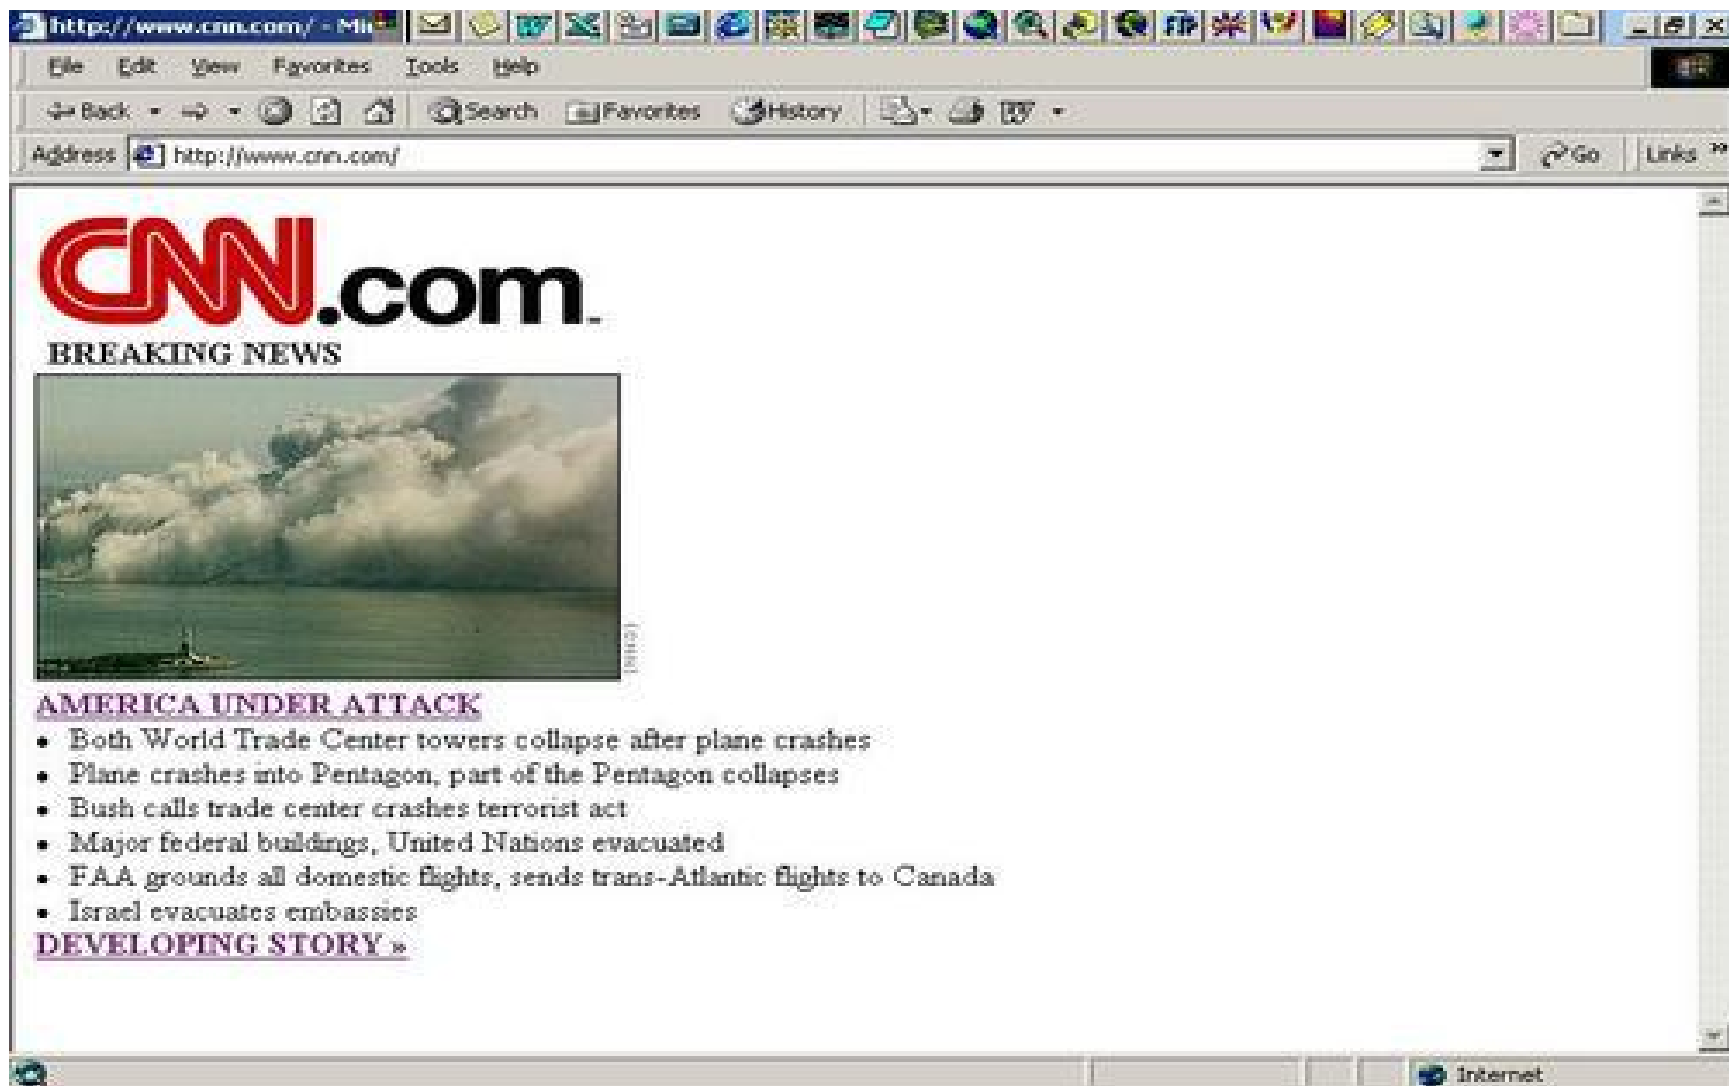 http://www.cnn.com/ - Mi
File Edit View Favorites Tools Help
Back Search Favorites History
Address http://www.cnn.com/ Go Links »
CNN.com
BREAKING NEWS
AMERICA UNDER ATTACK
• Both World Trade Center towers collapse after plane crashes
• Plane crashes into Pentagon, part of the Pentagon collapses
• Bush calls trade center crashes terrorist act
• Major federal buildings, United Nations evacuated
• FAA grounds all domestic flights, sends trans-Atlantic flights to Canada
• Israel evacuates embassies
DEVELOPING STORY »
Internet